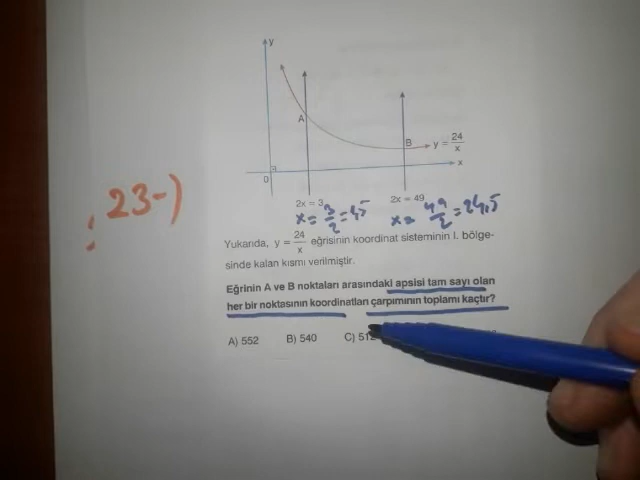 y
A
B
y = 24/x
x
0
2x = 3
2x = 49
x = 3/2 = 1,5
x = 49/2 = 24,5
23-)
Yukarıda, y = 24/x eğrisinin koordinat sisteminin I. bölge-
sinde kalan kısmı verilmiştir.
Eğrinin A ve B noktaları arasındaki apsisi tam sayı olan
her bir noktasının koordinatları çarpımının toplamı kaçtır?
A) 552 B) 540 C) 512